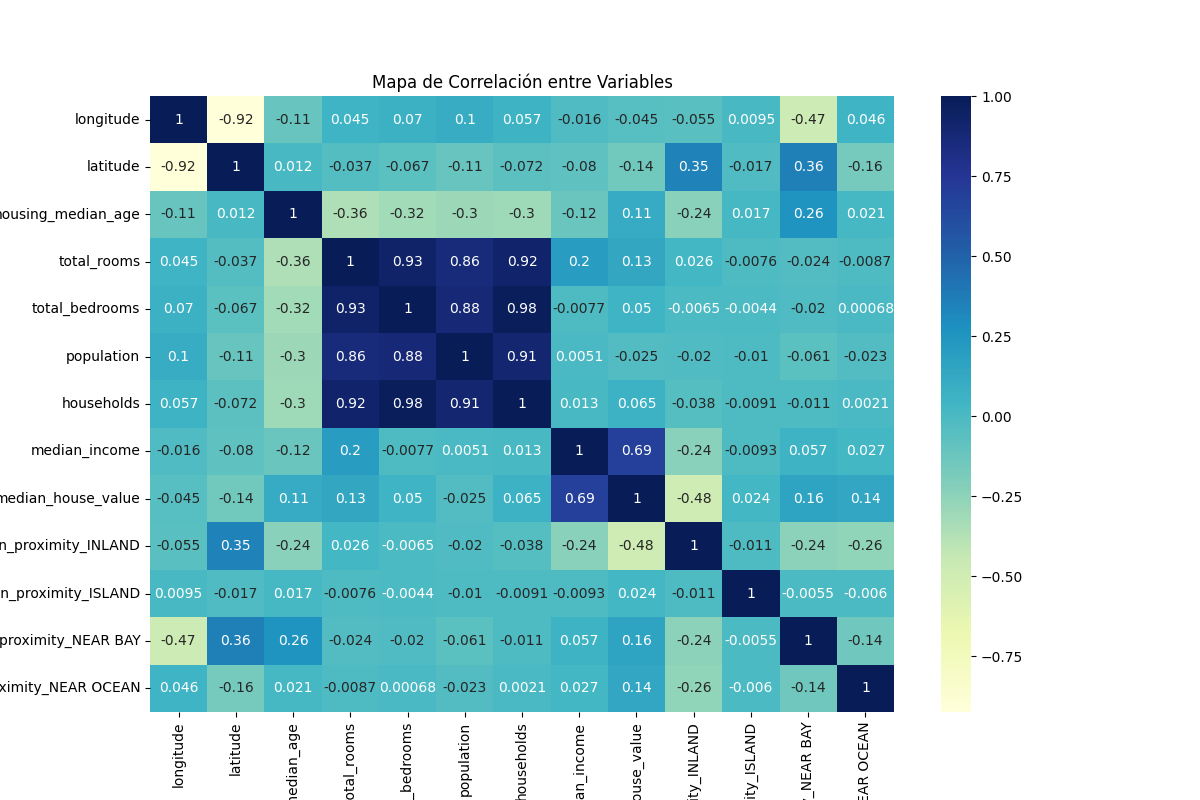 Mapa de Correlación entre Variables
longitude 1 -0.92 -0.11 0.045 0.07 0.1 0.057 -0.016 -0.045 -0.055 0.0095 -0.47 0.046
latitude -0.92 1 0.012 -0.037 -0.067 -0.11 -0.072 -0.08 -0.14 0.35 -0.017 0.36 -0.16
housing_median_age -0.11 0.012 1 -0.36 -0.32 -0.3 -0.3 -0.12 0.11 -0.24 0.017 0.26 0.021
total_rooms 0.045 -0.037 -0.36 1 0.93 0.86 0.92 0.2 0.13 0.026 -0.0076 -0.024 -0.0087
total_bedrooms 0.07 -0.067 -0.32 0.93 1 0.88 0.98 -0.0077 0.05 -0.0065 -0.0044 -0.02 0.00068
population 0.1 -0.11 -0.3 0.86 0.88 1 0.91 0.0051 -0.025 -0.02 -0.01 -0.061 -0.023
households 0.057 -0.072 -0.3 0.92 0.98 0.91 1 0.013 0.065 -0.038 -0.0091 -0.011 0.0021
median_income -0.016 -0.08 -0.12 0.2 -0.0077 0.0051 0.013 1 0.69 -0.24 -0.0093 0.057 0.027
median_house_value -0.045 -0.14 0.11 0.13 0.05 -0.025 0.065 0.69 1 -0.48 0.024 0.16 0.14
n_proximity_INLAND -0.055 0.35 -0.24 0.026 -0.0065 -0.02 -0.038 -0.24 -0.48 1 -0.011 -0.24 -0.26
n_proximity_ISLAND 0.0095 -0.017 0.017 -0.0076 -0.0044 -0.01 -0.0091 -0.0093 0.024 -0.011 1 -0.0055 -0.006
proximity_NEAR BAY -0.47 0.36 0.26 -0.024 -0.02 -0.061 -0.011 0.057 0.16 -0.24 -0.0055 1 -0.14
ximity_NEAR OCEAN 0.046 -0.16 0.021 -0.0087 0.00068 -0.023 0.0021 0.027 0.14 -0.26 -0.006 -0.14 1
longitude
latitude
nedian_age
otal_rooms
_bedrooms
population
households
an_income
ouse_value
ity_INLAND
ity_ISLAND
y_NEAR BAY
EAR OCEAN
1.00
0.75
0.50
0.25
0.00
−0.25
−0.50
−0.75